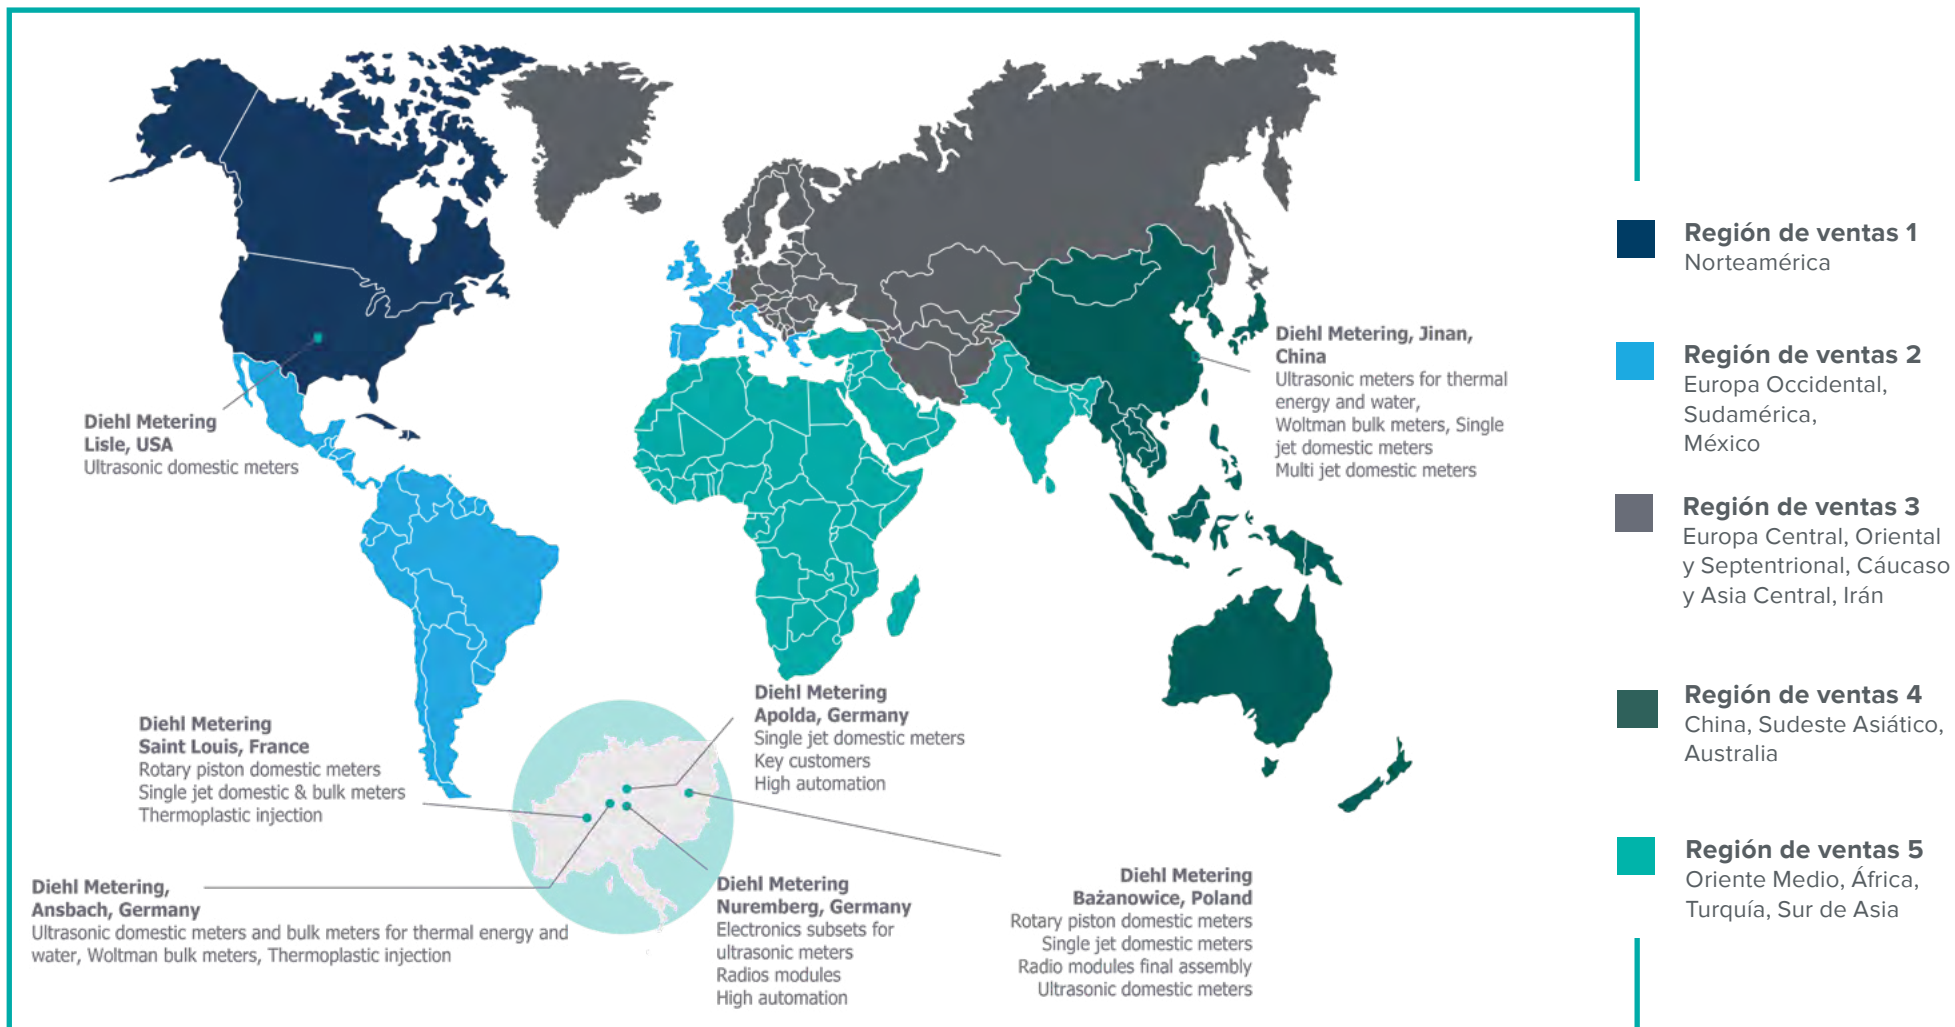 Diehl Metering
Lisle, USA
Ultrasonic domestic meters
Diehl Metering, Jinan,
China
Ultrasonic meters for thermal
energy and water,
Woltman bulk meters, Single
jet domestic meters
Multi jet domestic meters
Diehl Metering
Saint Louis, France
Rotary piston domestic meters
Single jet domestic & bulk meters
Thermoplastic injection
Diehl Metering
Apolda, Germany
Single jet domestic meters
Key customers
High automation
Diehl Metering,
Ansbach, Germany
Ultrasonic domestic meters and bulk meters for thermal energy and
water, Woltman bulk meters, Thermoplastic injection
Diehl Metering
Nuremberg, Germany
Electronics subsets for
ultrasonic meters
Radios modules
High automation
Diehl Metering
Bażanowice, Poland
Rotary piston domestic meters
Single jet domestic meters
Radio modules final assembly
Ultrasonic domestic meters
Región de ventas 1
Norteamérica
Región de ventas 2
Europa Occidental,
Sudamérica,
México
Región de ventas 3
Europa Central, Oriental
y Septentrional, Cáucaso
y Asia Central, Irán
Región de ventas 4
China, Sudeste Asiático,
Australia
Región de ventas 5
Oriente Medio, África,
Turquía, Sur de Asia